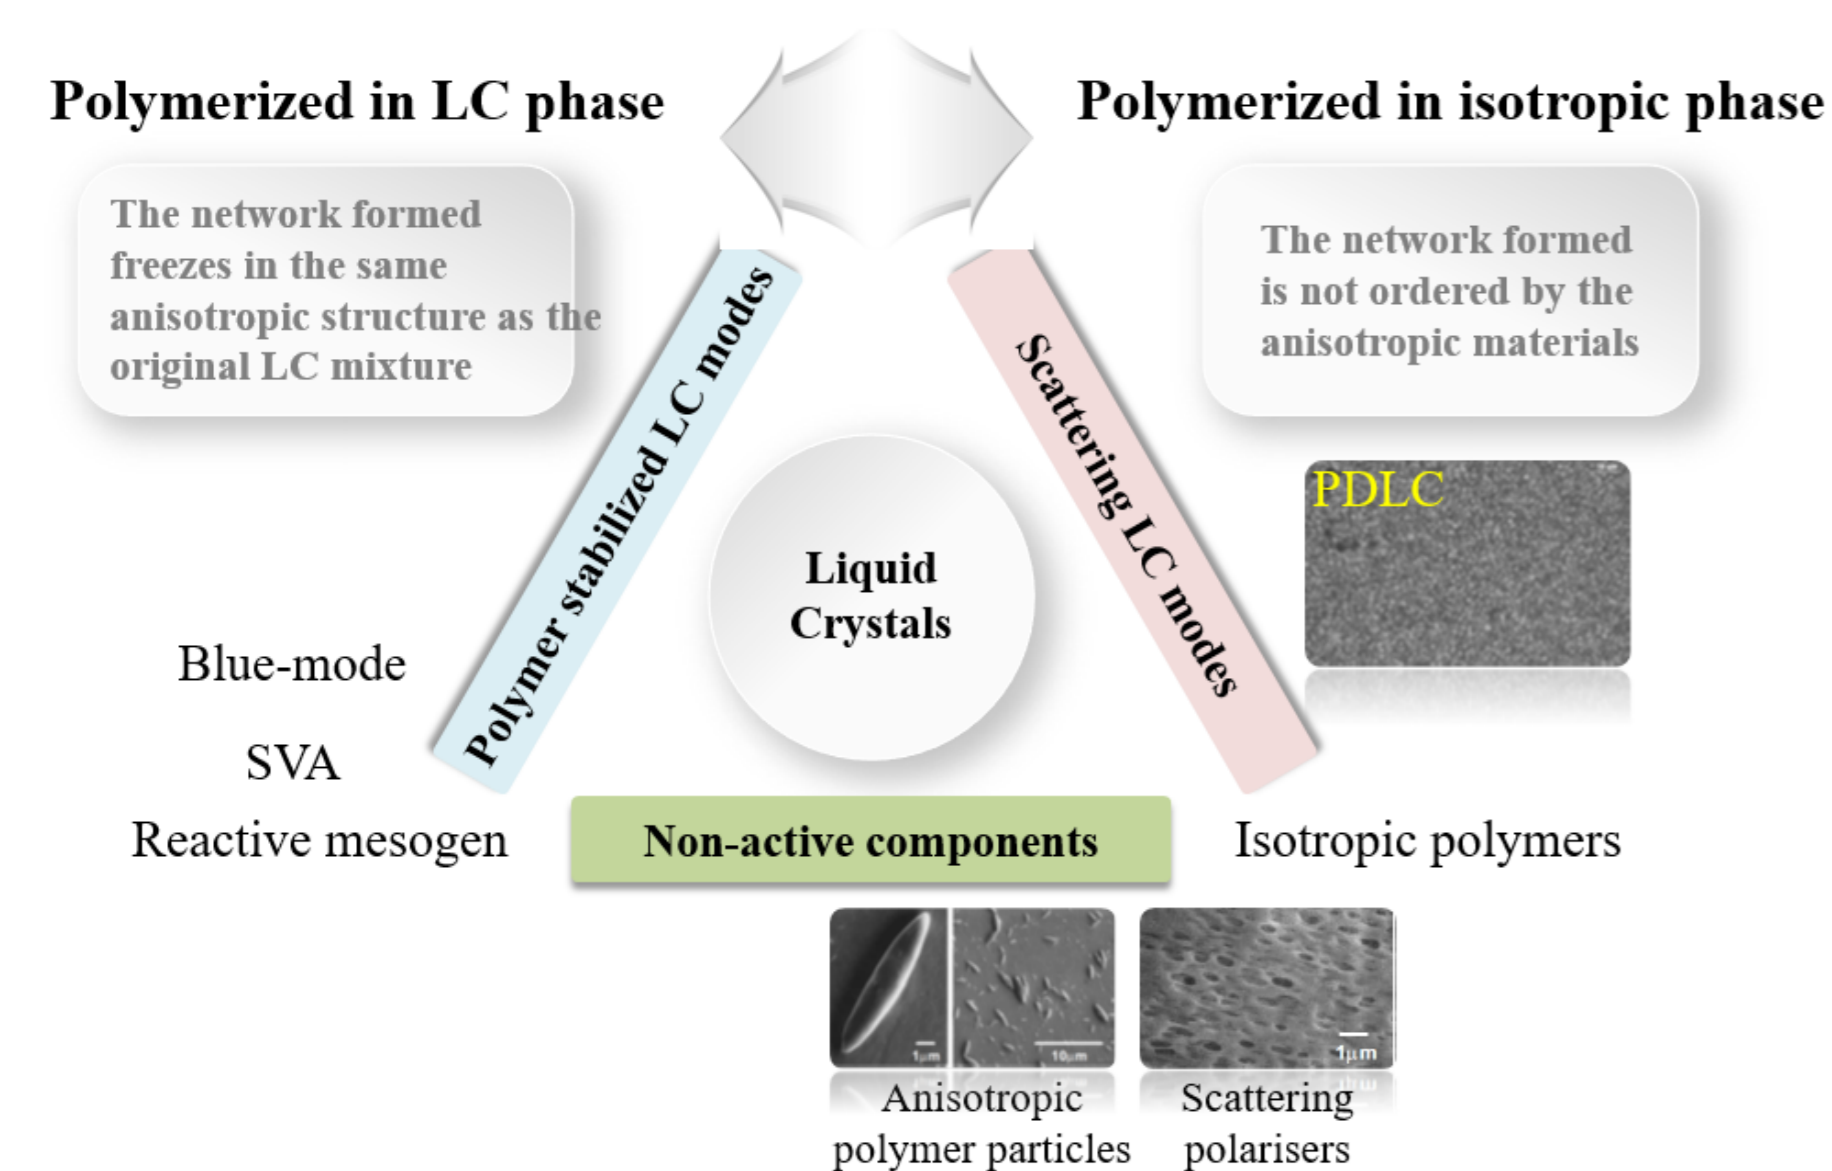 Polymerized in LC phase
Polymerized in isotropic phase
The network formed
freezes in the same
anisotropic structure as the
original LC mixture
The network formed
is not ordered by the
anisotropic materials
Polymer stabilized LC modes
Scattering LC modes
PDLC
Liquid
Crystals
Blue-mode
SVA
Reactive mesogen
Non-active components
Isotropic polymers
1μm
10μm
1μm
Anisotropic
polymer particles
Scattering
polarisers